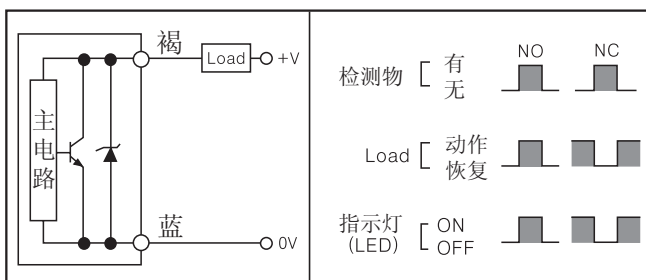 褐
Load
+V
主电路
蓝
0V
NO NC
检测物 [ 有
无
Load [ 动作
恢复
指示灯
(LED) [ ON
OFF